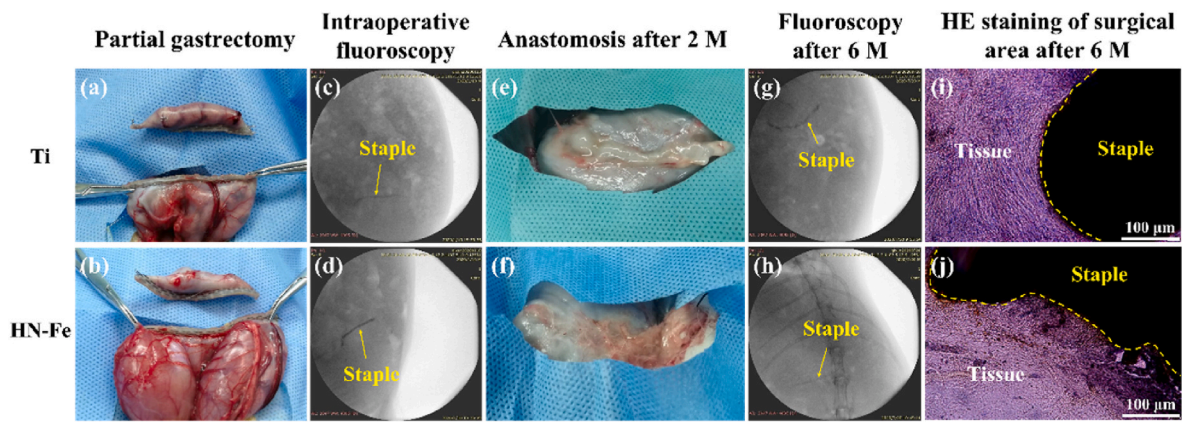 Partial gastrectomy
Intraoperative
fluoroscopy
Anastomosis after 2 M
Fluoroscopy
after 6 M
HE staining of surgical
area after 6 M
Ti
(a)
(c)
Staple
(e)
(g)
Staple
(i)
Tissue
Staple
100 μm
HN-Fe
(b)
(d)
Staple
(f)
(h)
Staple
(j)
Staple
Tissue
100 μm